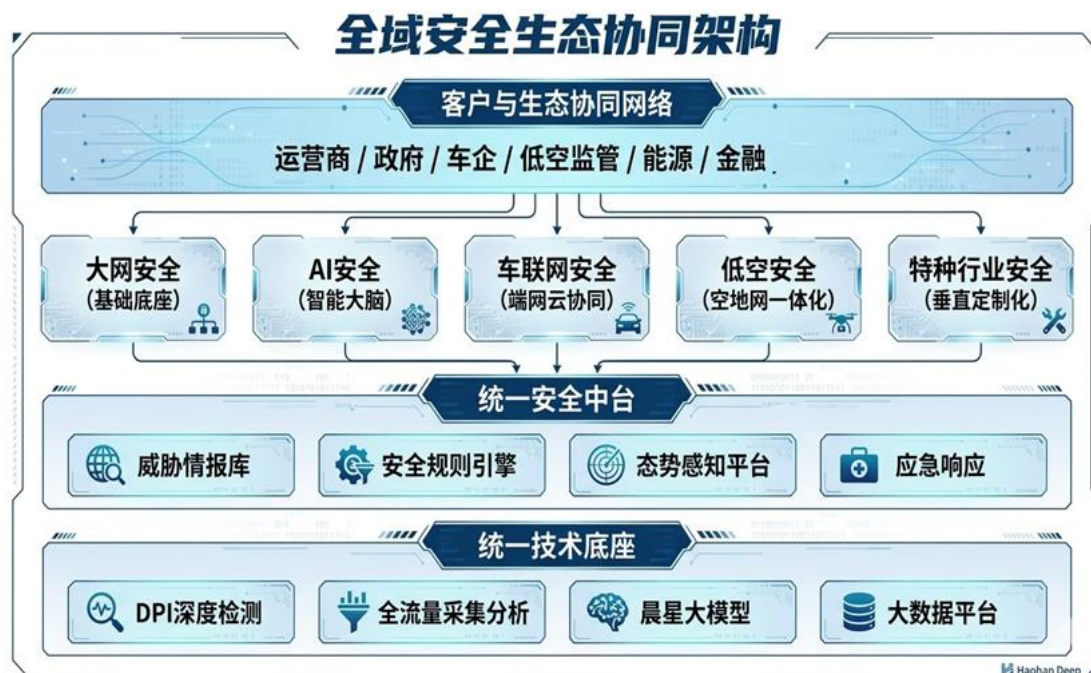 全域安全生态协同架构
客户与生态协同网络
运营商 / 政府 / 车企 / 低空监管 / 能源 / 金融 .
大网安全
(基础底座)
AI安全
(智能大脑)
车联网安全
(端网云协同)
低空安全
(空地网一体化)
特种行业安全
(垂直定制化)
统一安全中台
威胁情报库
安全规则引擎
态势感知平台
应急响应
统一技术底座
DPI深度检测
全流量采集分析
晨星大模型
大数据平台
Haohan Deep